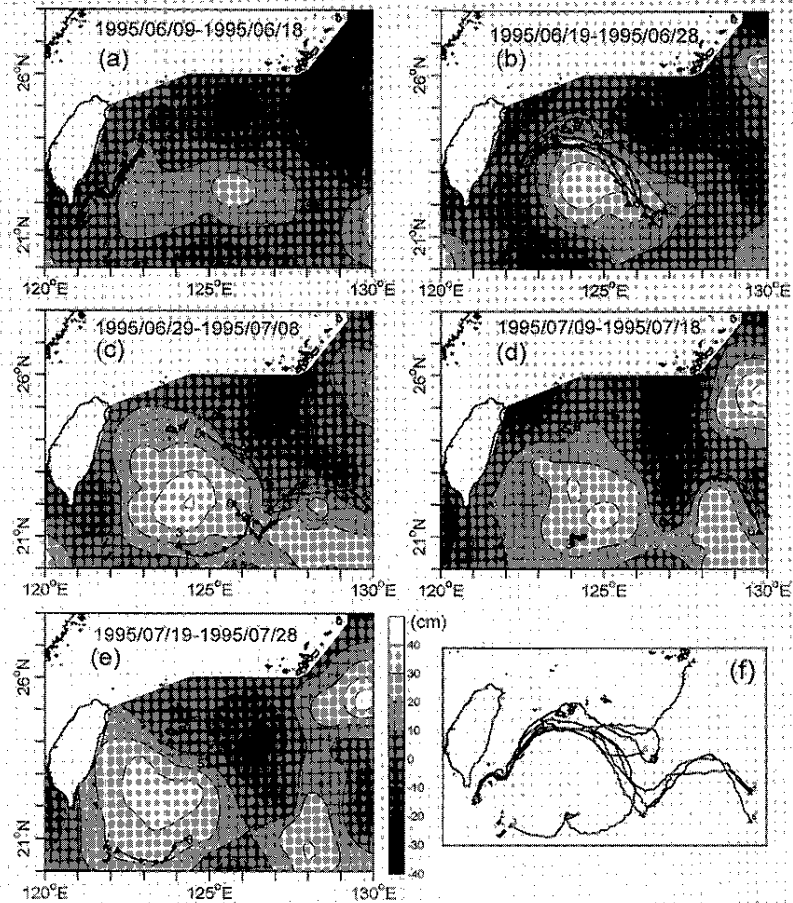 1995/06/09-1995/06/18
(a)
26°N
21°N
120°E 125°E 130°E
1995/06/19-1995/06/28
(b)
26°N
21°N
120°E 125°E 130°E
1995/06/29-1995/07/08
(c)
26°N
21°N
120°E 125°E 130°E
1995/07/09-1995/07/18
(d)
26°N
21°N
120°E 125°E 130°E
1995/07/19-1995/07/28
(e)
26°N
21°N
120°E 125°E 130°E
(cm)
40
30
20
10
0
-10
-20
-30
-40
(f)